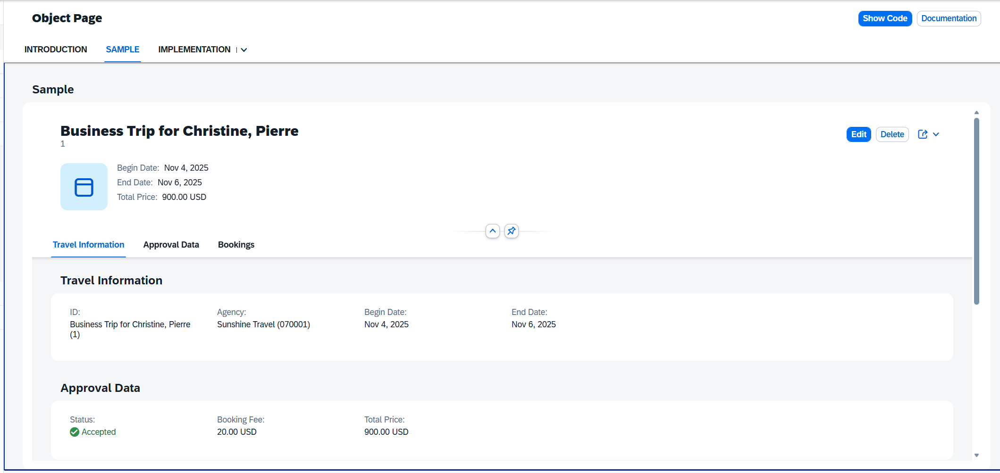 Object Page
Show Code
Documentation
INTRODUCTION
SAMPLE
IMPLEMENTATION
Sample
Business Trip for Christine, Pierre
1
Edit
Delete
Begin Date: Nov 4, 2025
End Date: Nov 6, 2025
Total Price: 900.00 USD
Travel Information
Approval Data
Bookings
Travel Information
ID:
Business Trip for Christine, Pierre
(1)
Agency:
Sunshine Travel (070001)
Begin Date:
Nov 4, 2025
End Date:
Nov 6, 2025
Approval Data
Status:
Accepted
Booking Fee:
20.00 USD
Total Price:
900.00 USD